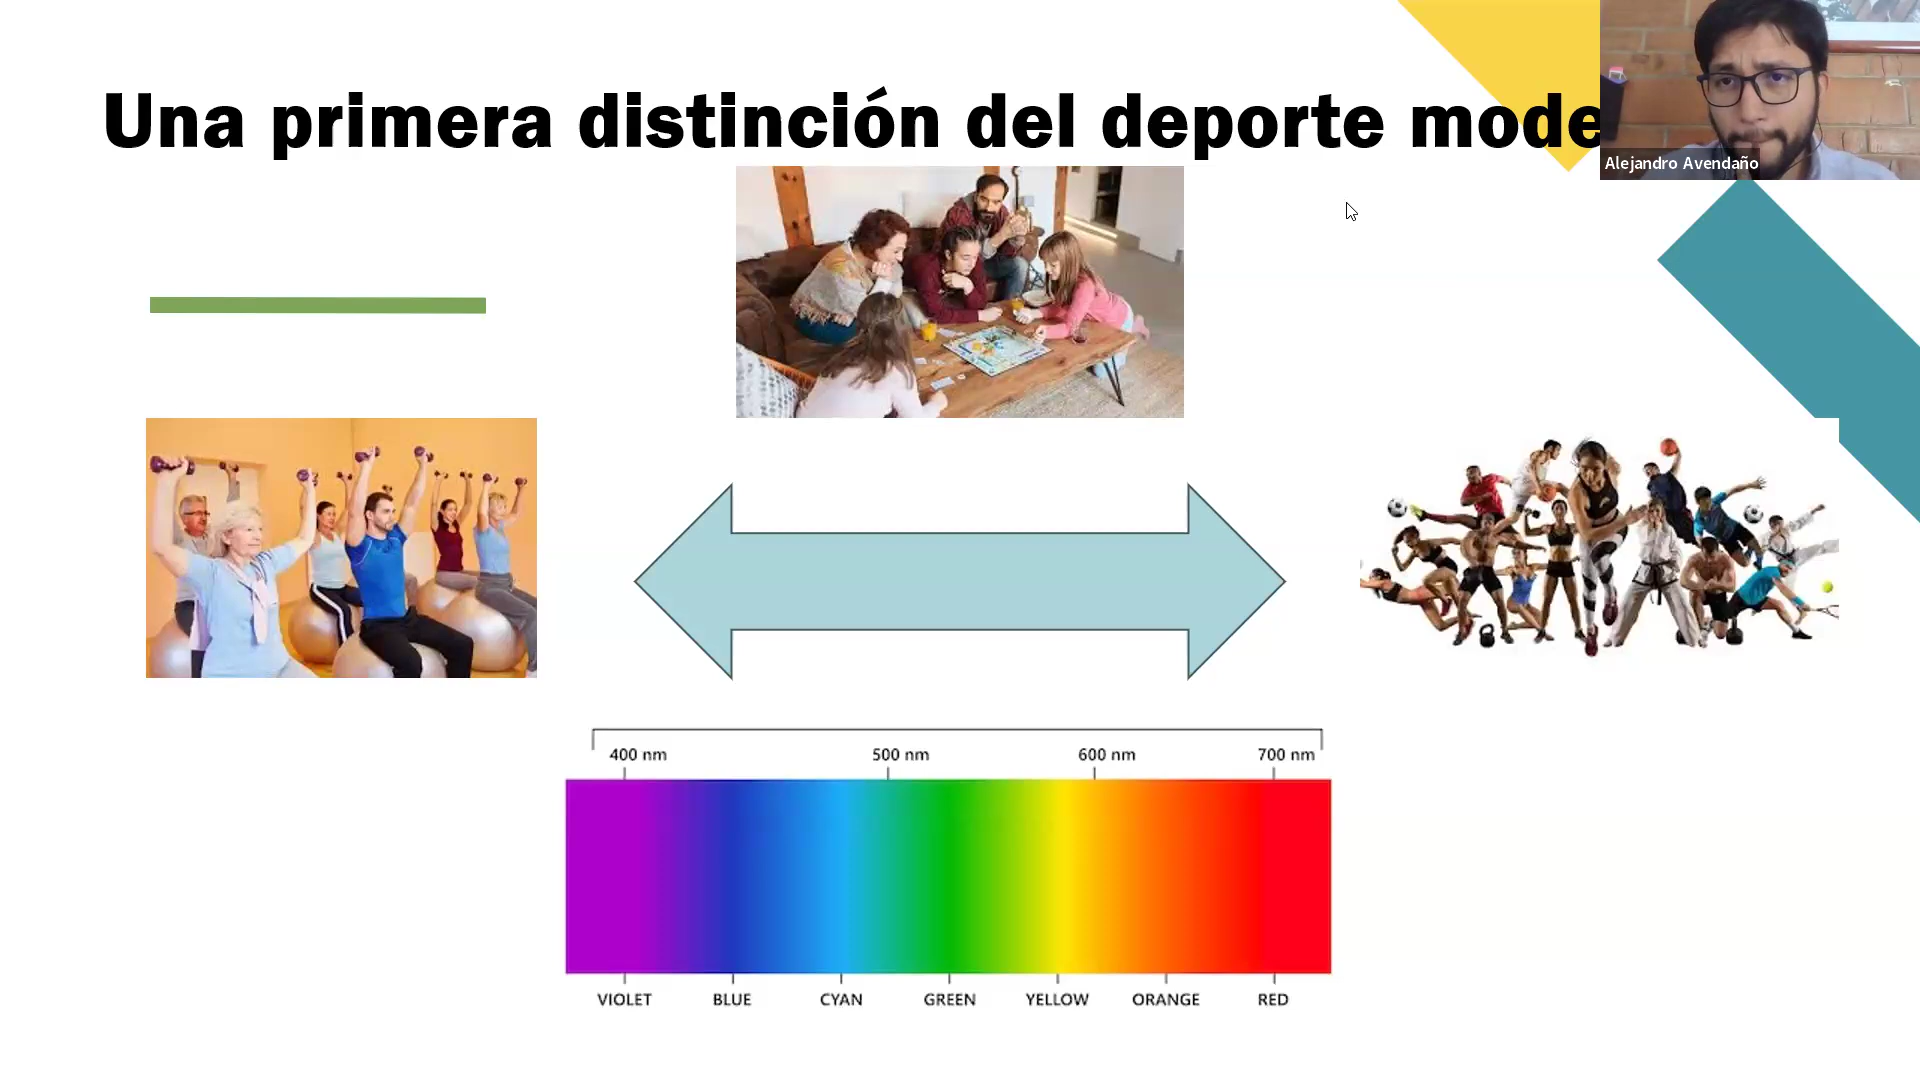 Una primera distinción del deporte mode
Alejandro Avendaño
400 nm 500 nm 600 nm 700 nm
VIOLET BLUE CYAN GREEN YELLOW ORANGE RED